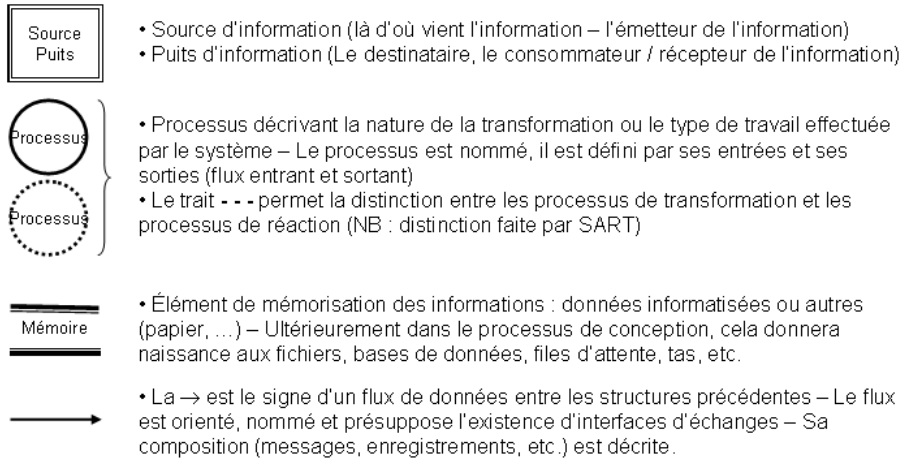 Source
Puits
• Source d'information (là d'où vient l'information – l'émetteur de l'information)
• Puits d'information (Le destinataire, le consommateur / récepteur de l'information)
Processus
• Processus décrivant la nature de la transformation ou le type de travail effectuée
par le système – Le processus est nommé, il est défini par ses entrées et ses
sorties (flux entrant et sortant)
Processus
• Le trait - - - permet la distinction entre les processus de transformation et les
processus de réaction (NB : distinction faite par SART)
Mémoire
• Élément de mémorisation des informations : données informatisées ou autres
(papier, ...) – Ultérieurement dans le processus de conception, cela donnera
naissance aux fichiers, bases de données, files d'attente, tas, etc.
• La → est le signe d'un flux de données entre les structures précédentes – Le flux
est orienté, nommé et présuppose l'existence d'interfaces d'échanges – Sa
composition (messages, enregistrements, etc.) est décrite.